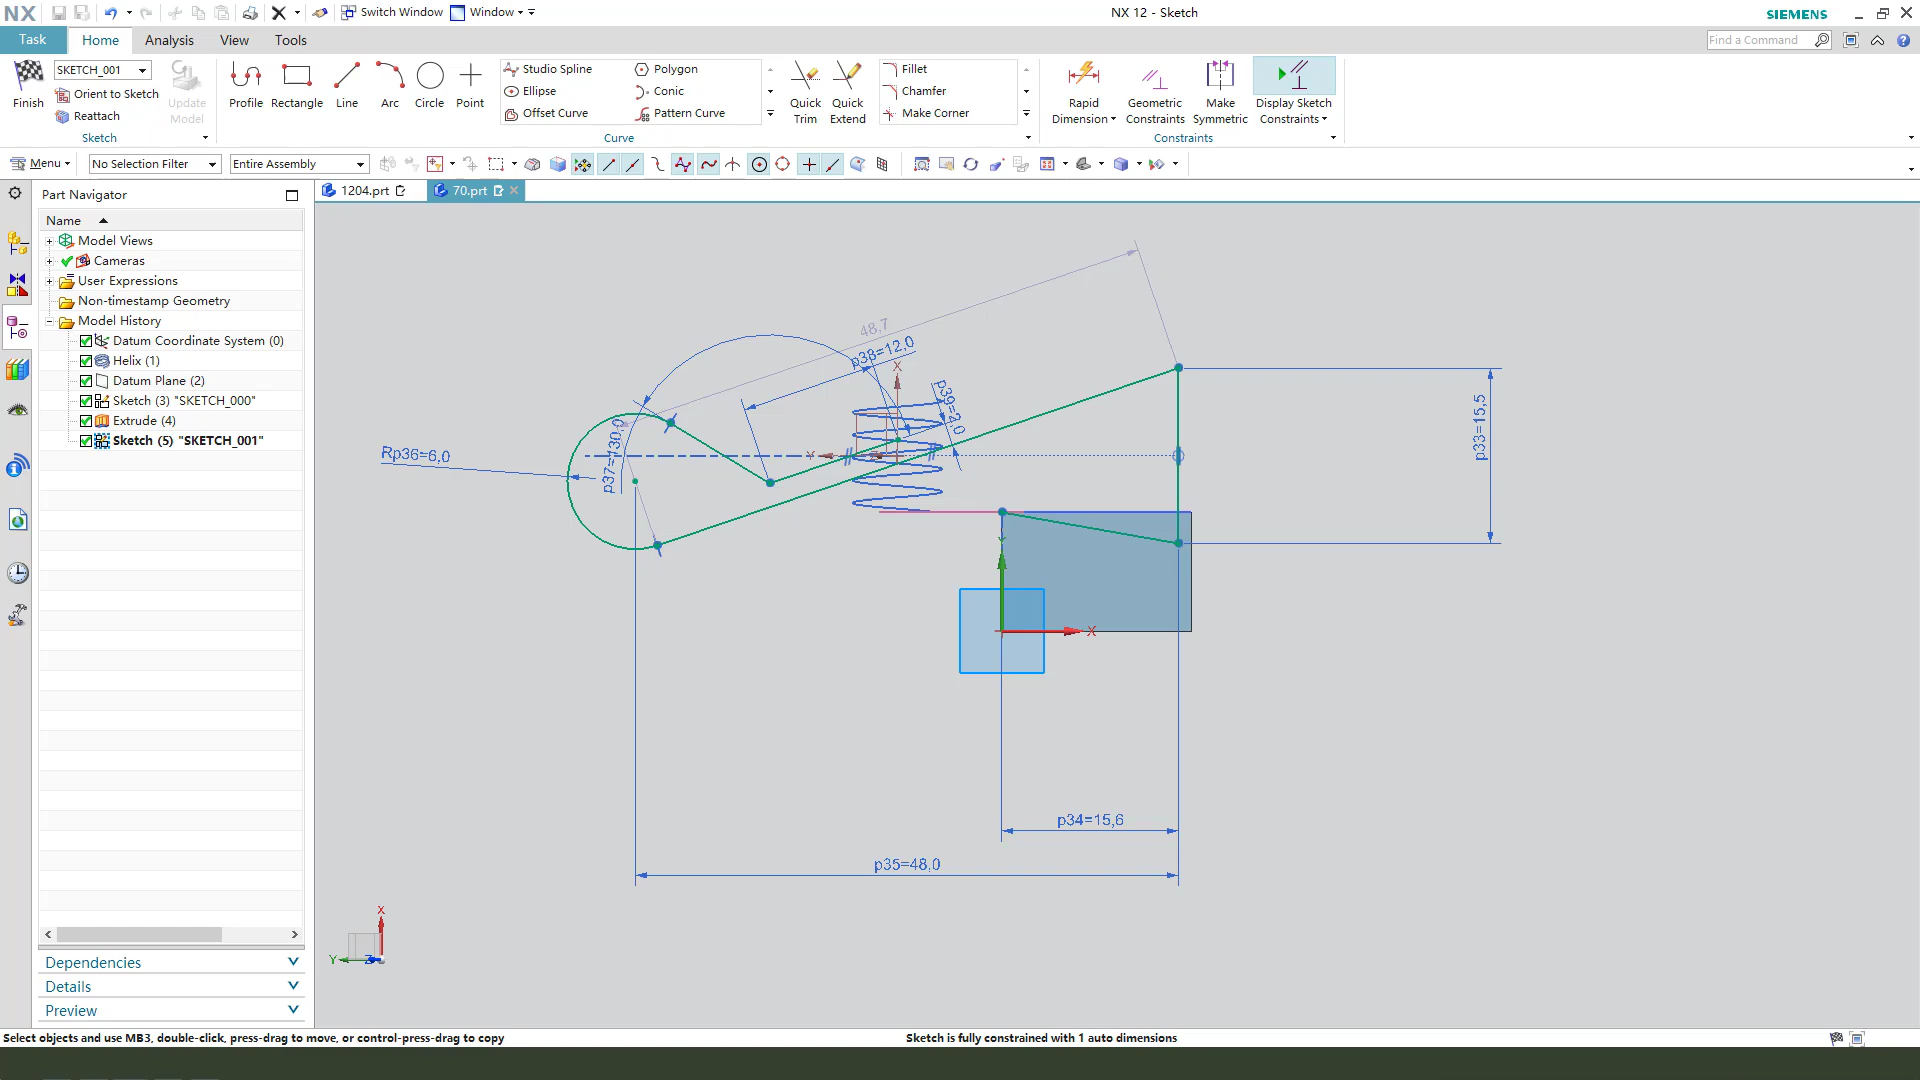 NX
Switch Window
Window
NX 12 - Sketch
SIEMENS
Task
Home
Analysis
View
Tools
Find a Command
Finish
SKETCH_001
Orient to Sketch
Reattach
Update
Model
Sketch
Profile
Rectangle
Line
Arc
Circle
Point
Studio Spline
Ellipse
Offset Curve
Polygon
Conic
Pattern Curve
Quick
Trim
Quick
Extend
Fillet
Chamfer
Make Corner
Curve
Rapid
Dimension
Geometric
Constraints
Make
Symmetric
Display Sketch
Constraints
Constraints
Menu
No Selection Filter
Entire Assembly
Part Navigator
1204.prt
70.prt
Name
Model Views
Cameras
User Expressions
Non-timestamp Geometry
Model History
Datum Coordinate System (0)
Helix (1)
Datum Plane (2)
Sketch (3) "SKETCH_000"
Extrude (4)
Sketch (5) "SKETCH_001"
48,7
p38=12,0
X
p39=2,0
p33=15,5
p37=130,0
Rp36=6,0
Y
Y
X
p34=15,6
p35=48,0
X
Y
Z
Dependencies
Details
Preview
Select objects and use MB3, double-click, press-drag to move, or control-press-drag to copy
Sketch is fully constrained with 1 auto dimensions